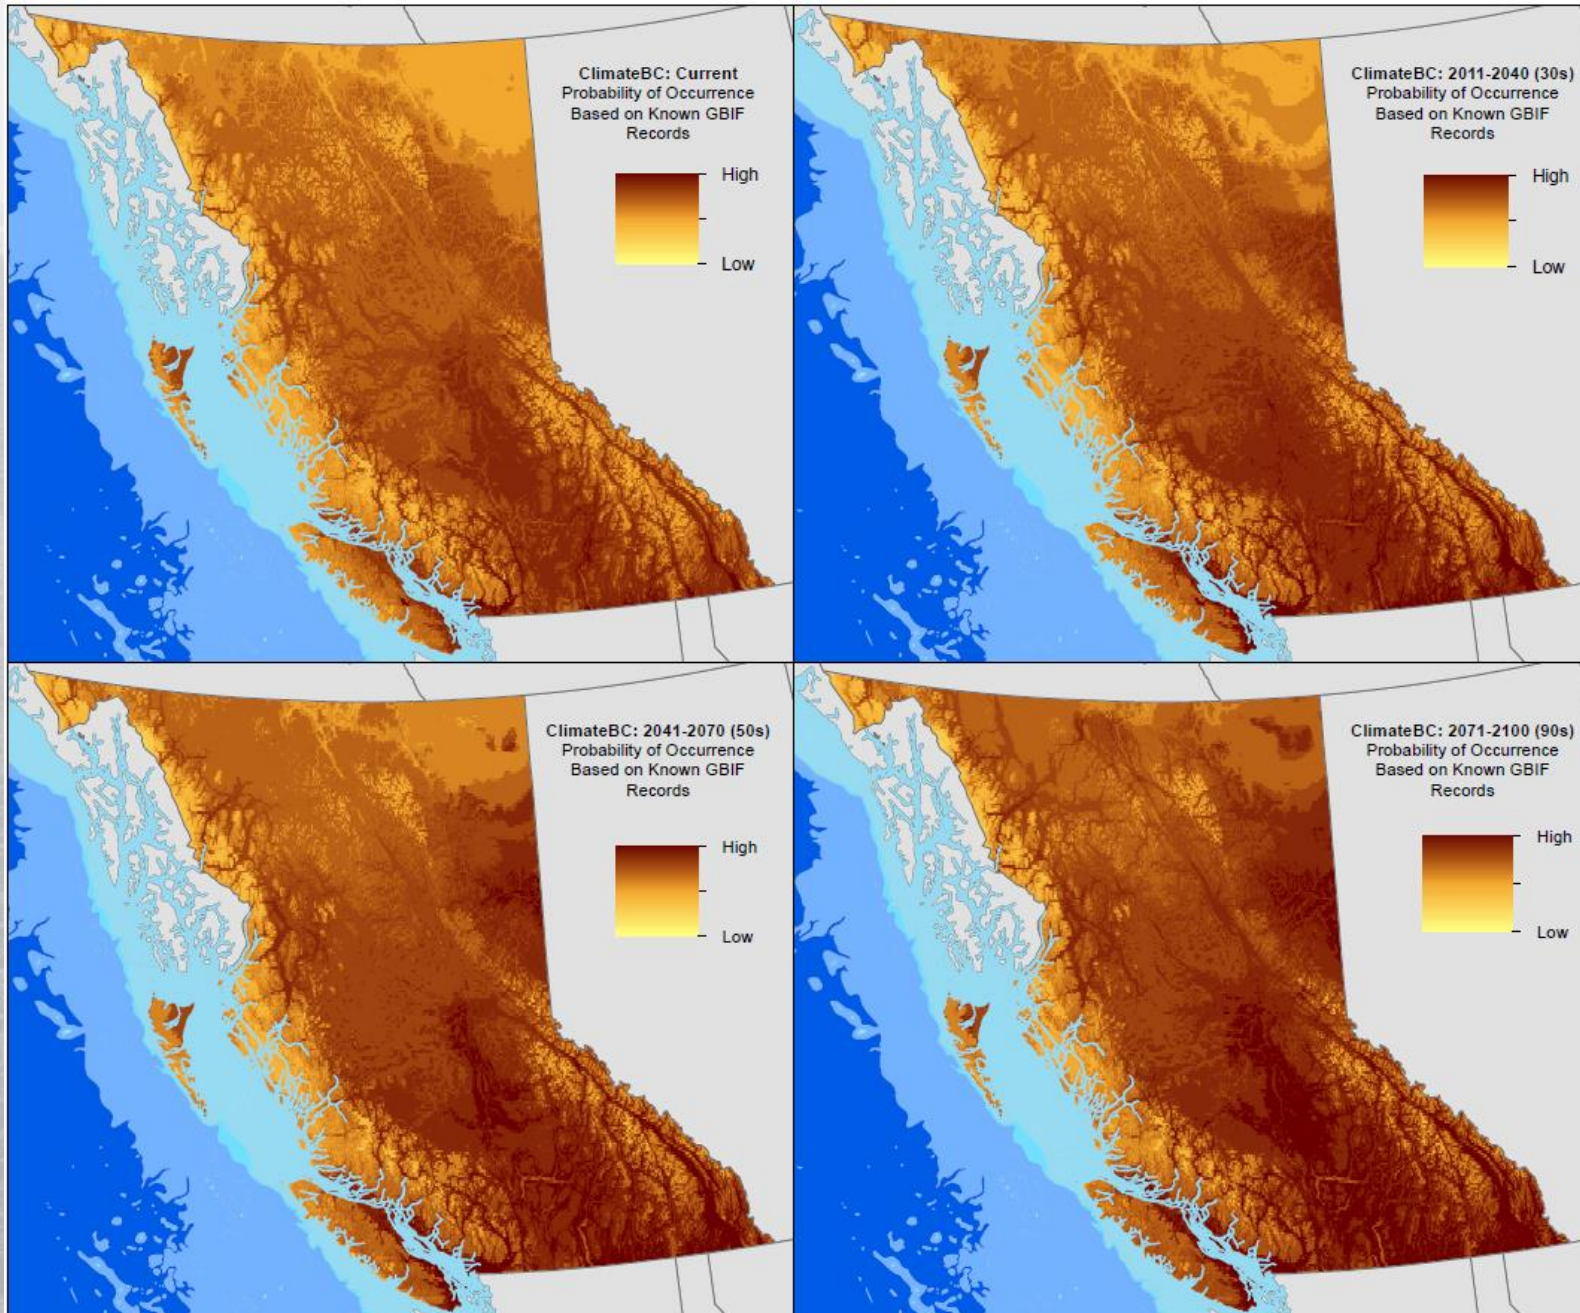 ClimateBC: Current
Probability of Occurrence
Based on Known GBIF
Records
High
Low
ClimateBC: 2011-2040 (30s)
Probability of Occurrence
Based on Known GBIF
Records
High
Low
ClimateBC: 2041-2070 (50s)
Probability of Occurrence
Based on Known GBIF
Records
High
Low
ClimateBC: 2071-2100 (90s)
Probability of Occurrence
Based on Known GBIF
Records
High
Low